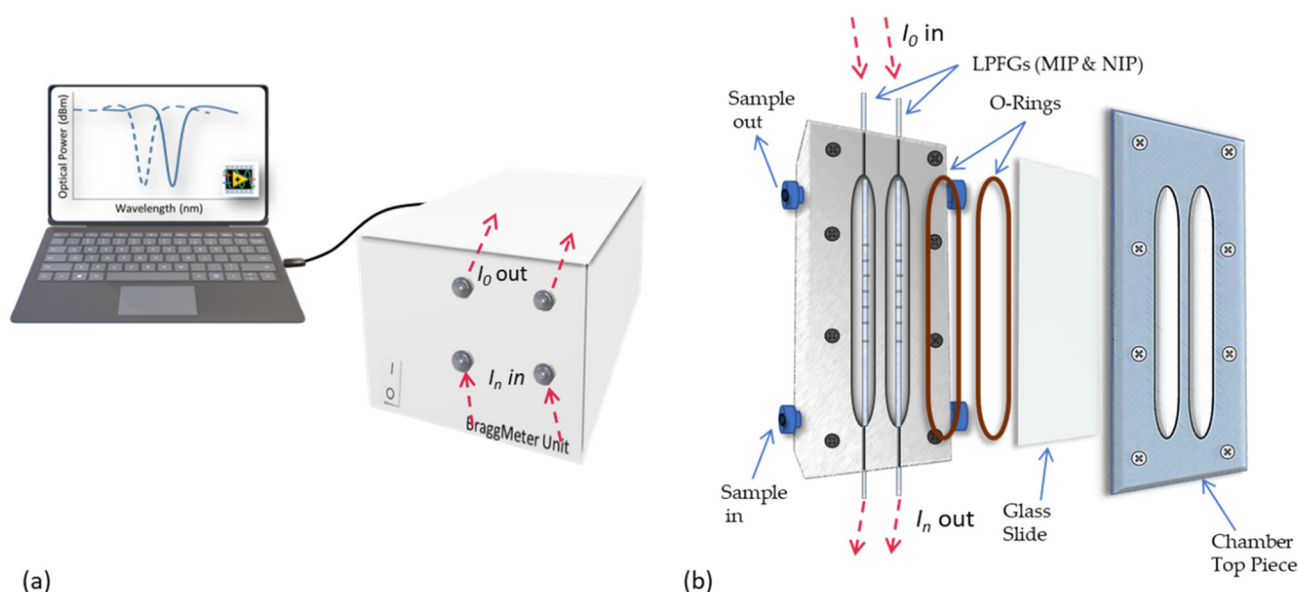 Optical Power (dBm)
Wavelength (nm)
I₀ out
Iₙ in
I
O
BraggMeter Unit
(a)
I₀ in
LPFGs (MIP & NIP)
O-Rings
Sample
out
Sample
in
Iₙ out
Glass
Slide
Chamber
Top Piece
(b)